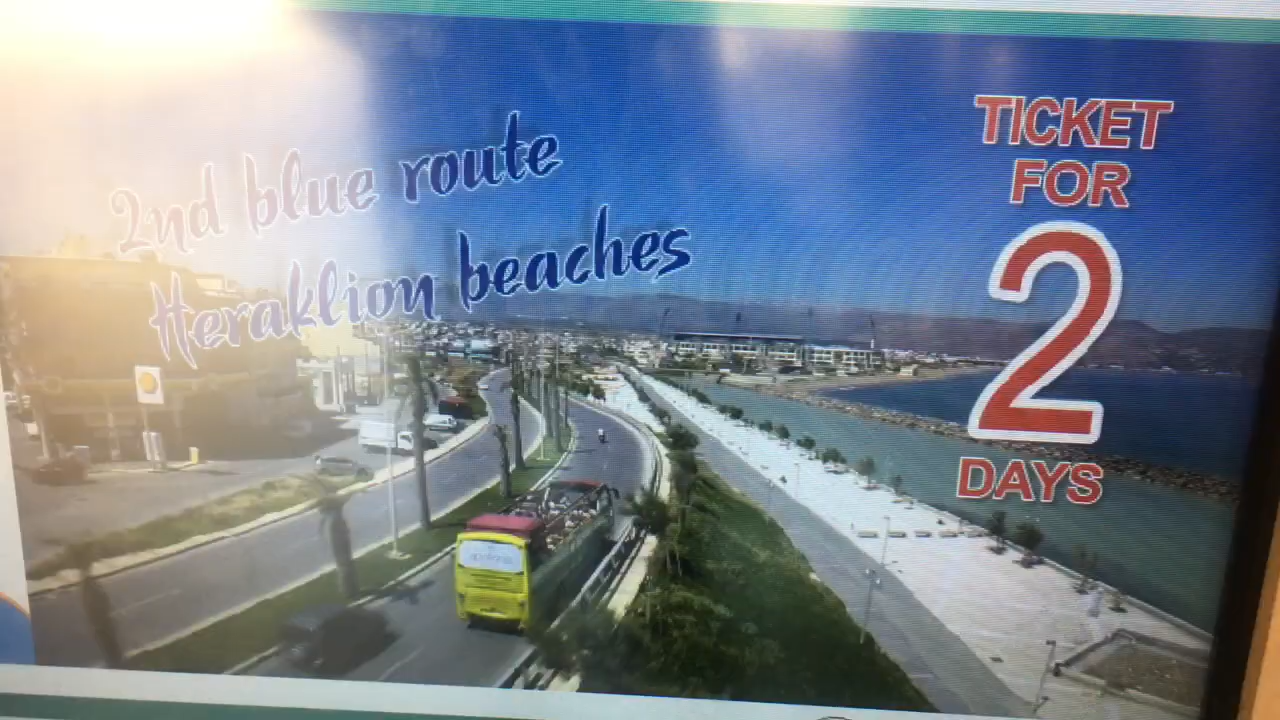 2nd blue route
Heraklion beaches
TICKET
FOR
2
DAYS